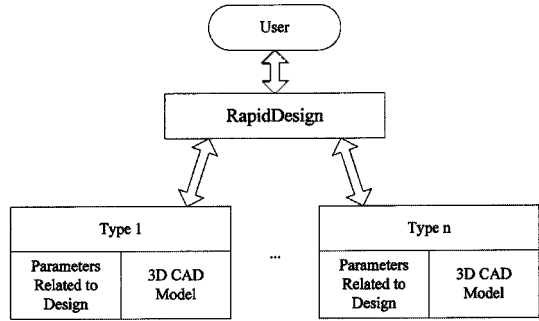 User
RapidDesign
Type 1
Type n
...
Parameters
Related to
Design
3D CAD
Model
Parameters
Related to
Design
3D CAD
Model